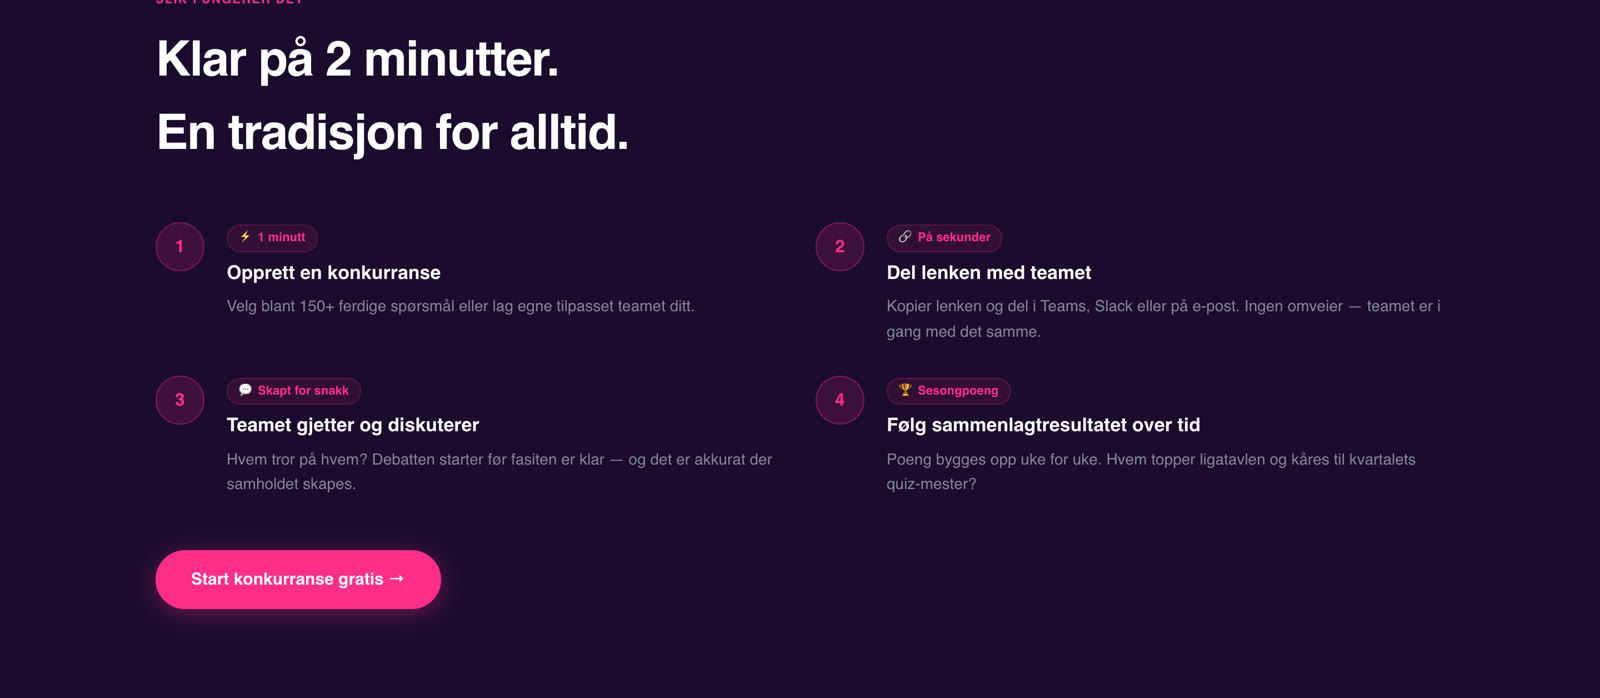 SLIK FUNGERER DET
Klar på 2 minutter.
En tradisjon for alltid.
1
⚡ 1 minutt
Opprett en konkurranse
Velg blant 150+ ferdige spørsmål eller lag egne tilpasset teamet ditt.
2
🔗 På sekunder
Del lenken med teamet
Kopier lenken og del i Teams, Slack eller på e-post. Ingen omveier — teamet er i
gang med det samme.
3
💬 Skapt for snakk
Teamet gjetter og diskuterer
Hvem tror på hvem? Debatten starter før fasiten er klar — og det er akkurat der
samholdet skapes.
4
🏆 Sesongpoeng
Følg sammenlagtresultatet over tid
Poeng bygges opp uke for uke. Hvem topper ligatavlen og kåres til kvartalets
quiz-mester?
Start konkurranse gratis →